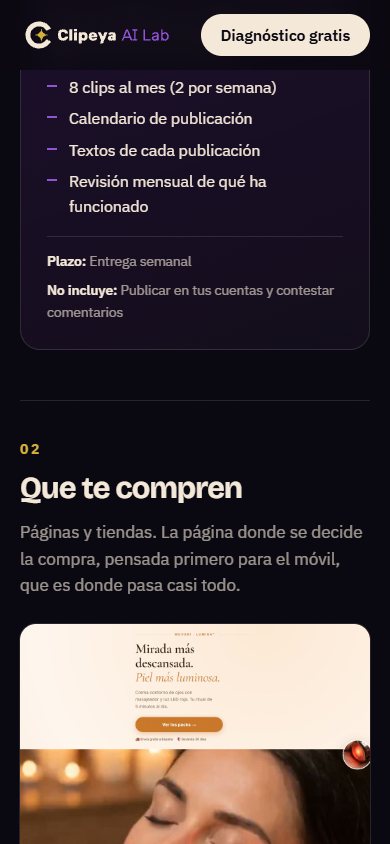 Clipeya AI Lab
Diagnóstico gratis
8 clips al mes (2 por semana)
Calendario de publicación
Textos de cada publicación
Revisión mensual de qué ha
funcionado
Plazo: Entrega semanal
No incluye: Publicar en tus cuentas y contestar
comentarios
02
Que te compren
Páginas y tiendas. La página donde se decide
la compra, pensada primero para el móvil,
que es donde pasa casi todo.
Mirada más
descansada.
Piel más luminosa.
Ver los packs →